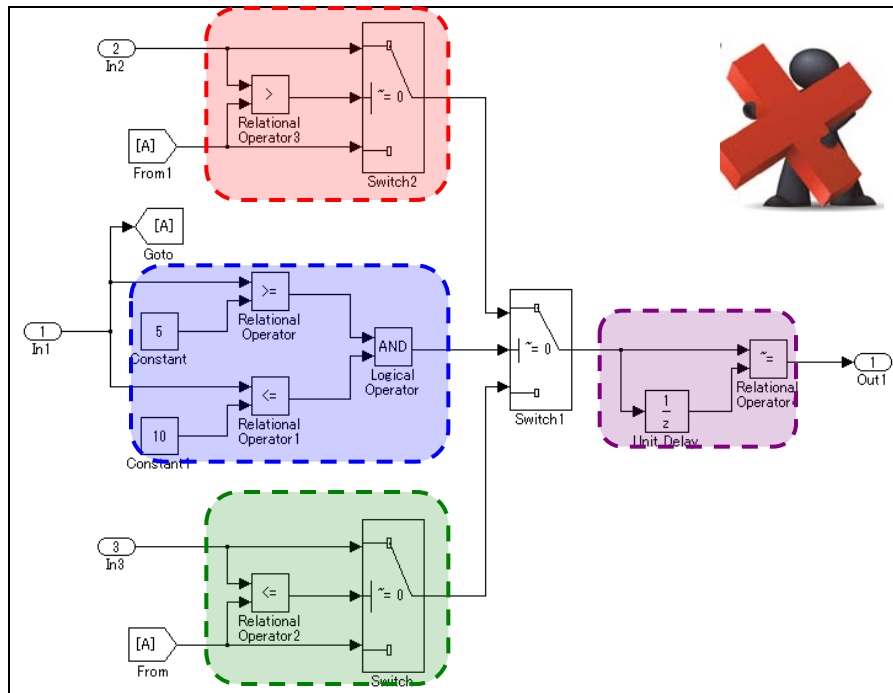 2
In2
>
Relational
Operator3
~= 0
Switch2
[A]
From1
[A]
Goto
1
In1
5
Constant
>=
Relational
Operator
AND
Logical
Operator
10
Constant1
<=
Relational
Operator1
~= 0
Switch1
1
z
Unit Delay
~=
Relational
Operator4
1
Out1
3
In3
<=
Relational
Operator2
~= 0
Switch
[A]
From